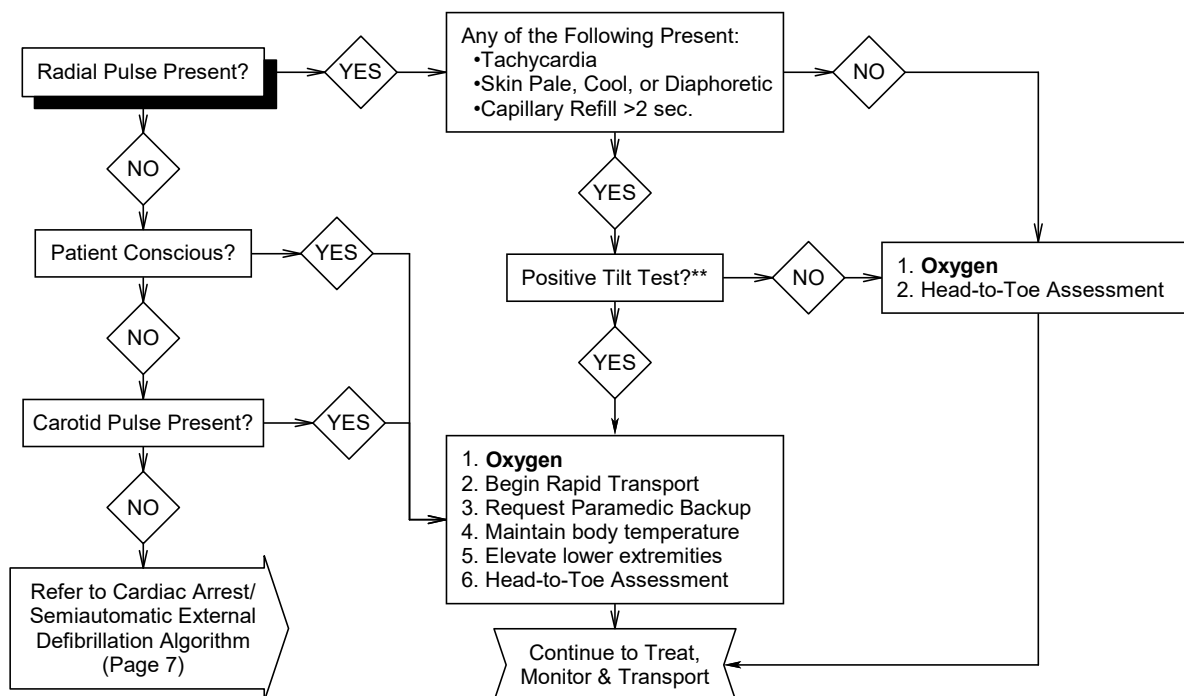 Radial Pulse Present?
YES
Any of the Following Present:
•Tachycardia
•Skin Pale, Cool, or Diaphoretic
•Capillary Refill >2 sec.
NO
NO
YES
Patient Conscious?
YES
Positive Tilt Test?**
NO
1. Oxygen
2. Head-to-Toe Assessment
NO
YES
Carotid Pulse Present?
YES
1. Oxygen
2. Begin Rapid Transport
3. Request Paramedic Backup
4. Maintain body temperature
5. Elevate lower extremities
6. Head-to-Toe Assessment
NO
Refer to Cardiac Arrest/
Semiautomatic External
Defibrillation Algorithm
(Page 7)
Continue to Treat,
Monitor & Transport